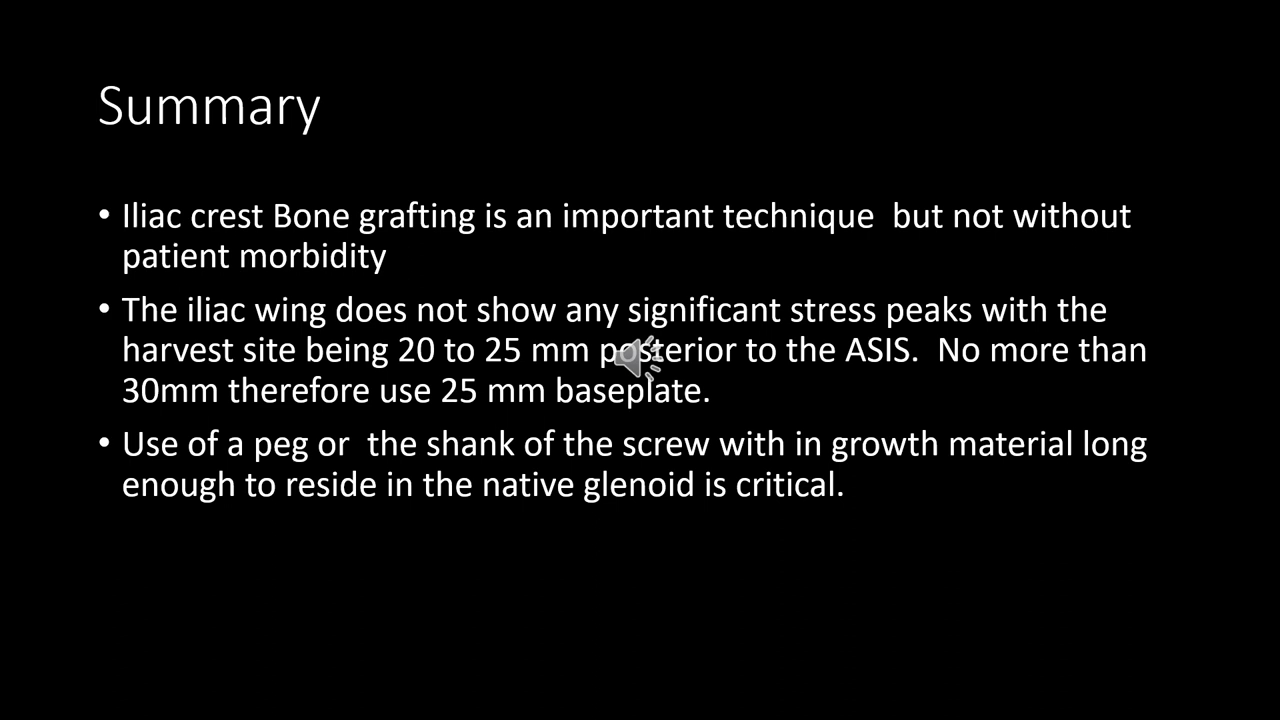 Summary
• Iliac crest Bone grafting is an important technique  but not without
patient morbidity
• The iliac wing does not show any significant stress peaks with the
harvest site being 20 to 25 mm posterior to the ASIS.  No more than
30mm therefore use 25 mm baseplate.
• Use of a peg or  the shank of the screw with in growth material long
enough to reside in the native glenoid is critical.